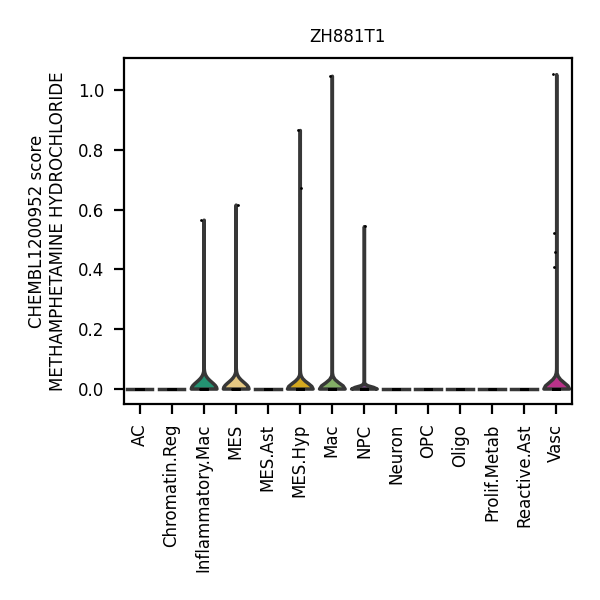 ZH881T1
CHEMBL1200952 score
METHAMPHETAMINE HYDROCHLORIDE
1.0
0.8
0.6
0.4
0.2
0.0
AC
Chromatin.Reg
Inflammatory.Mac
MES
MES.Ast
MES.Hyp
Mac
NPC
Neuron
OPC
Oligo
Prolif.Metab
Reactive.Ast
Vasc